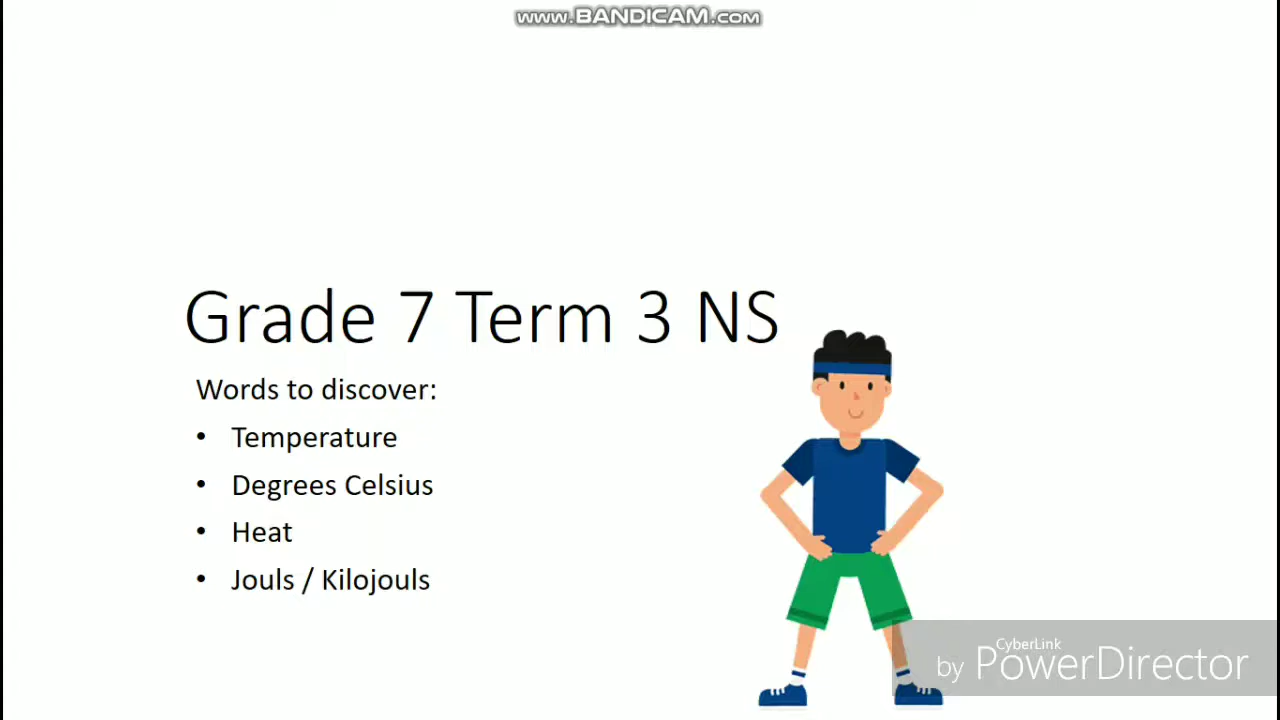 www.BANDICAM.com
Grade 7 Term 3 NS
Words to discover:
• Temperature
• Degrees Celsius
• Heat
• Jouls / Kilojouls
CyberLink
by PowerDirector